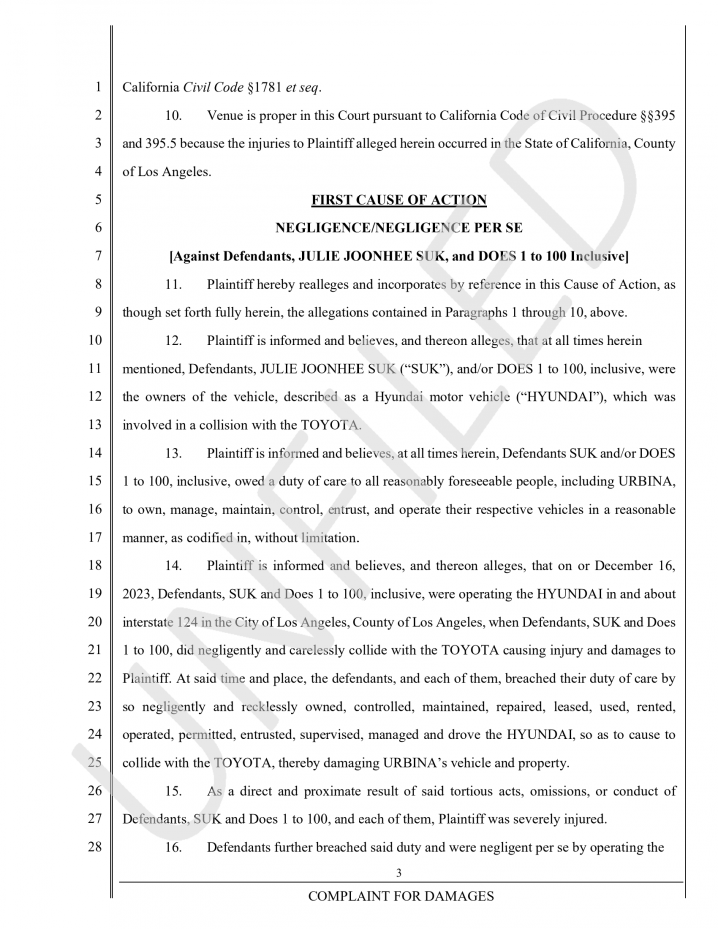 1 California Civil Code §1781 et seq.
2 10. Venue is proper in this Court pursuant to California Code of Civil Procedure §§395
3 and 395.5 because the injuries to Plaintiff alleged herein occurred in the State of California, County
4 of Los Angeles.
5 FIRST CAUSE OF ACTION
6 NEGLIGENCE/NEGLIGENCE PER SE
7 [Against Defendants, JULIE JOONHEE SUK, and DOES 1 to 100 Inclusive]
8 11. Plaintiff hereby realleges and incorporates by reference in this Cause of Action, as
9 though set forth fully herein, the allegations contained in Paragraphs 1 through 10, above.
10 12. Plaintiff is informed and believes, and thereon alleges, that at all times herein
11 mentioned, Defendants, JULIE JOONHEE SUK (“SUK”), and/or DOES 1 to 100, inclusive, were
12 the owners of the vehicle, described as a Hyundai motor vehicle (“HYUNDAI”), which was
13 involved in a collision with the TOYOTA.
14 13. Plaintiff is informed and believes, at all times herein, Defendants SUK and/or DOES
15 1 to 100, inclusive, owed a duty of care to all reasonably foreseeable people, including URBINA,
16 to own, manage, maintain, control, entrust, and operate their respective vehicles in a reasonable
17 manner, as codified in, without limitation.
18 14. Plaintiff is informed and believes, and thereon alleges, that on or December 16,
19 2023, Defendants, SUK and Does 1 to 100, inclusive, were operating the HYUNDAI in and about
20 interstate 124 in the City of Los Angeles, County of Los Angeles, when Defendants, SUK and Does
21 1 to 100, did negligently and carelessly collide with the TOYOTA causing injury and damages to
22 Plaintiff. At said time and place, the defendants, and each of them, breached their duty of care by
23 so negligently and recklessly owned, controlled, maintained, repaired, leased, used, rented,
24 operated, permitted, entrusted, supervised, managed and drove the HYUNDAI, so as to cause to
25 collide with the TOYOTA, thereby damaging URBINA’s vehicle and property.
26 15. As a direct and proximate result of said tortious acts, omissions, or conduct of
27 Defendants, SUK and Does 1 to 100, and each of them, Plaintiff was severely injured.
28 16. Defendants further breached said duty and were negligent per se by operating the
3
COMPLAINT FOR DAMAGES
UNFILED